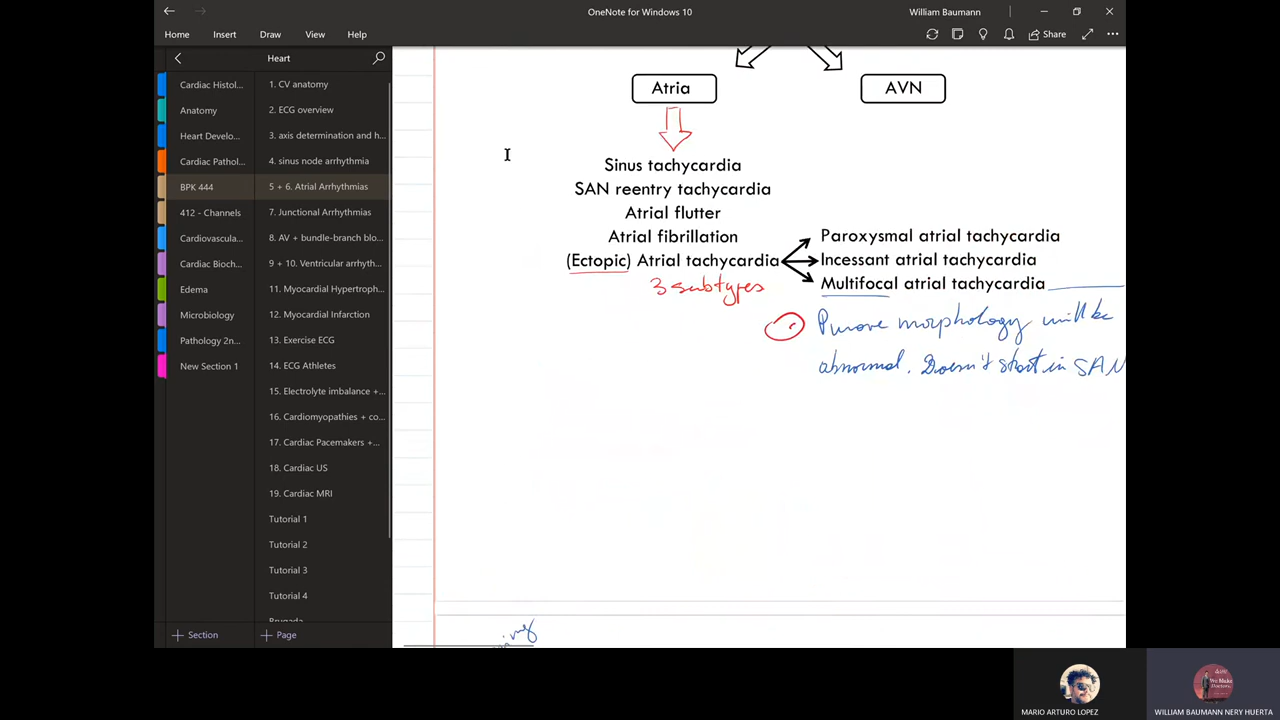 OneNote for Windows 10
William Baumann
Home
Insert
Draw
View
Help
Share
Heart
Cardiac Histol...
Anatomy
Heart Develo...
Cardiac Pathol...
BPK 444
412 - Channels
Cardiovascula...
Cardiac Bioch...
Edema
Microbiology
Pathology 2n...
New Section 1
Section
1. CV anatomy
2. ECG overview
3. axis determination and h...
4. sinus node arrhythmia
5 + 6. Atrial Arrhythmias
7. Junctional Arrhythmias
8. AV + bundle-branch blo...
9 + 10. Ventricular arrhyth...
11. Myocardial Hypertroph...
12. Myocardial Infarction
13. Exercise ECG
14. ECG Athletes
15. Electrolyte imbalance +...
16. Cardiomyopathies + co...
17. Cardiac Pacemakers +...
18. Cardiac US
19. Cardiac MRI
Tutorial 1
Tutorial 2
Tutorial 3
Tutorial 4
Brugada
Page
Atria
AVN
Sinus tachycardia
SAN reentry tachycardia
Atrial flutter
Atrial fibrillation
(Ectopic) Atrial tachycardia
3 subtypes
Paroxysmal atrial tachycardia
Incessant atrial tachycardia
Multifocal atrial tachycardia
Pwave morphology will be
abnormal. Doesn't start in SAN
MARIO ARTURO LOPEZ
WILLIAM BAUMANN NERY HUERTA